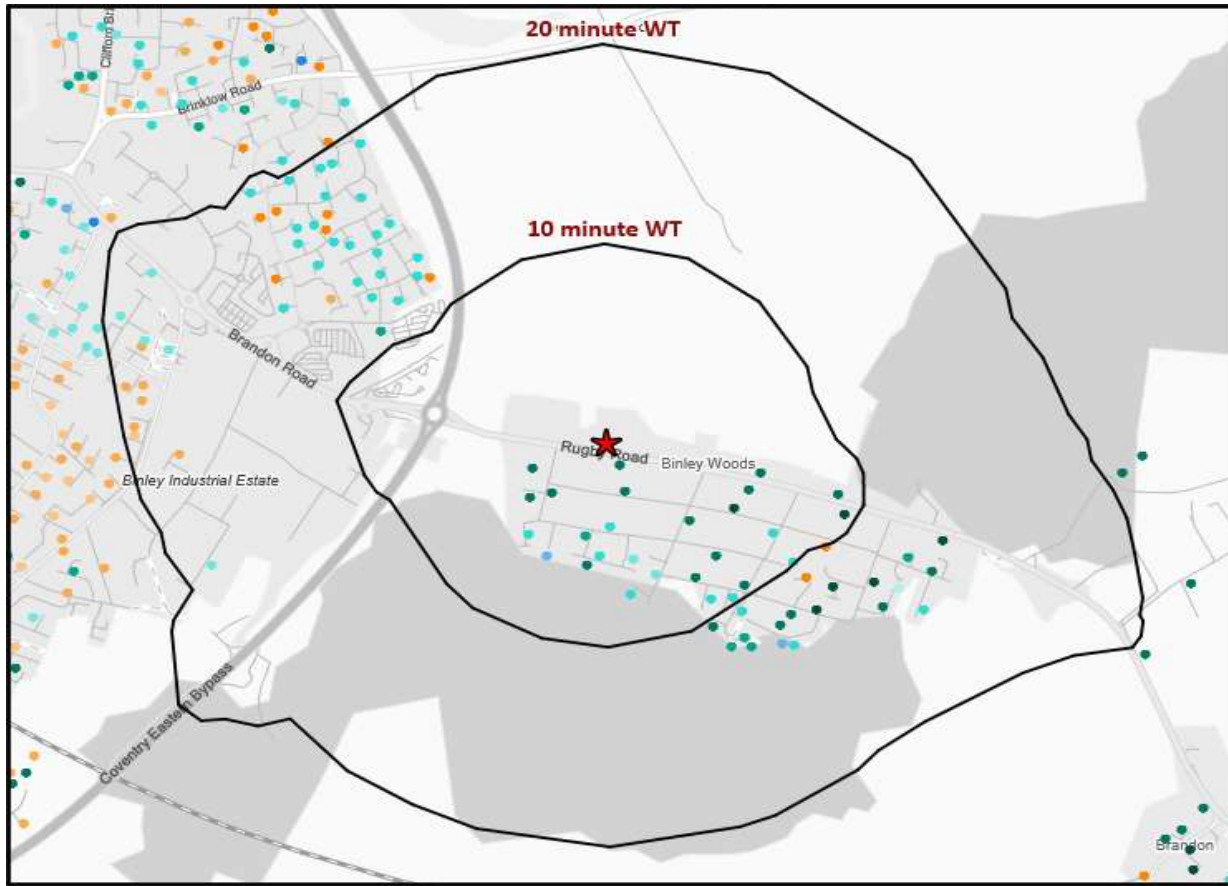 20 minute WT
Clifford Br
Brinklow Road
10 minute WT
Brandon Road
Rugby Road
Binley Woods
Binley Industrial Estate
Coventry Eastern Bypass
Brandon